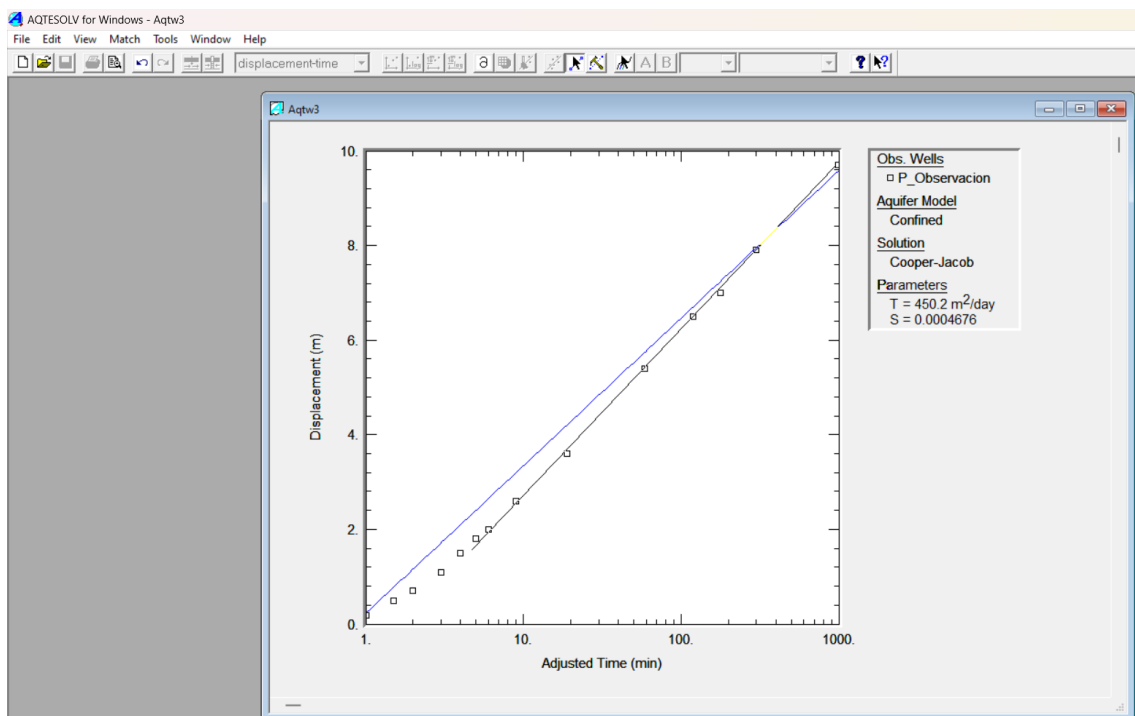 AQTESOLV for Windows - Aqtw3
File Edit View Match Tools Window Help
displacement-time
A B
Aqtw3
10.
8.
6.
4.
2.
0.
Displacement (m)
1. 10. 100. 1000.
Adjusted Time (min)
Obs. Wells
P_Observacion
Aquifer Model
Confined
Solution
Cooper-Jacob
Parameters
T = 450.2 m²/day
S = 0.0004676